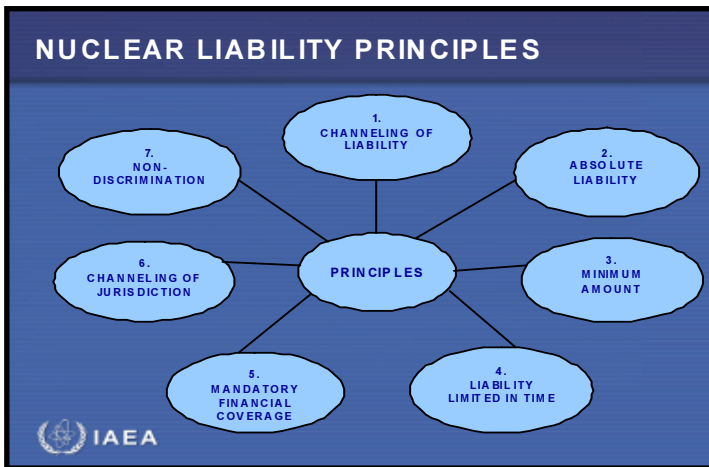 NUCLEAR LIABILITY PRINCIPLES
1.
CHANNELING OF
LIABILITY
2.
ABSOLUTE
LIABILITY
3.
MINIMUM
AMOUNT
4.
LIABILITY
LIMITED IN TIME
5.
MANDATORY
FINANCIAL
COVERAGE
6.
CHANNELING OF
JURISDICTION
7.
NON-
DISCRIMINATION
PRINCIPLES
IAEA